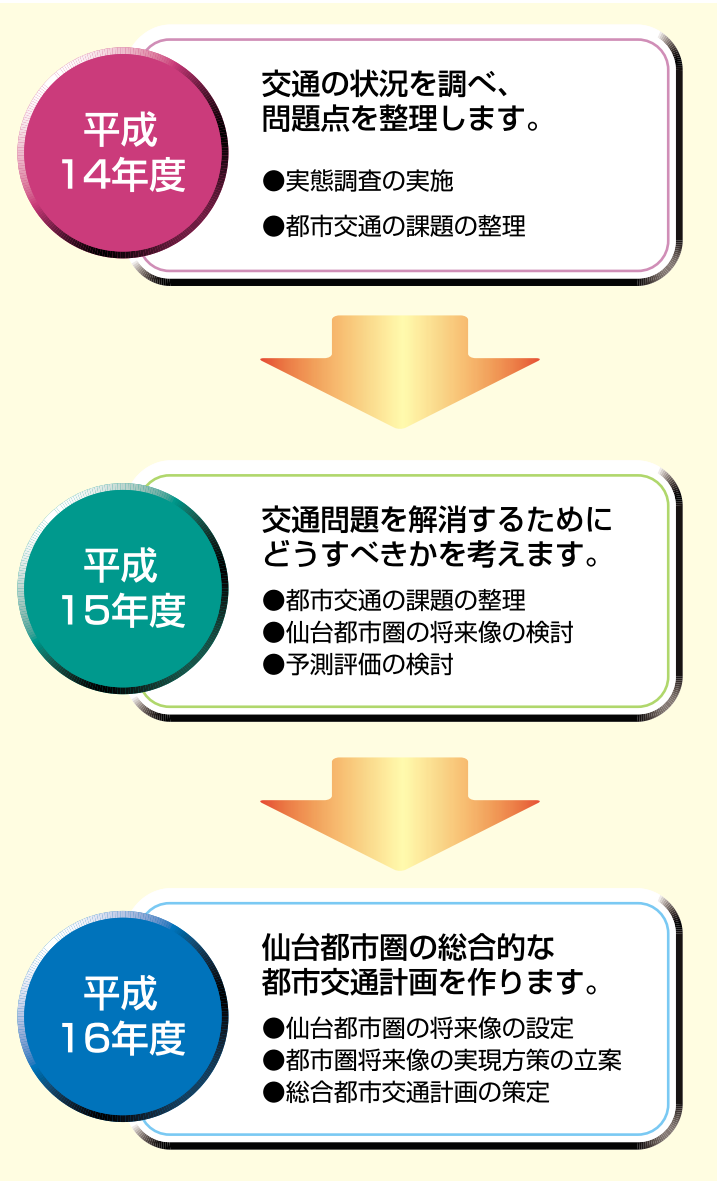 平成
14年度
交通の状況を調べ、
問題点を整理します。
●実態調査の実施
●都市交通の課題の整理
平成
15年度
交通問題を解消するために
どうすべきかを考えます。
●都市交通の課題の整理
●仙台都市圏の将来像の検討
●予測評価の検討
平成
16年度
仙台都市圏の総合的な
都市交通計画を作ります。
●仙台都市圏の将来像の設定
●都市圏将来像の実現方策の立案
●総合都市交通計画の策定